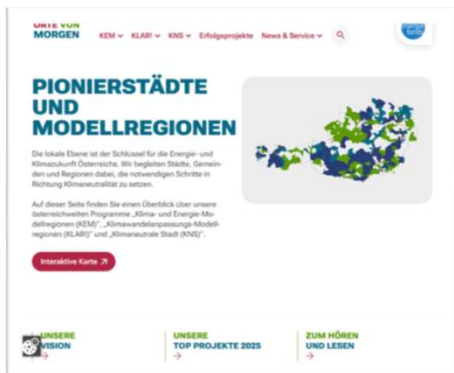 ORTE VON
MORGEN
KEM KLAR! KNS Erfolgsprojekte News & Service
PIONIERSTÄDTE
UND
MODELLREGIONEN
Die lokale Ebene ist der Schlüssel für die Energie- und
Klimazukunft Österreichs. Wir begleiten Städte, Gemein-
den und Regionen dabei, die notwendigen Schritte in
Richtung Klimaneutralität zu setzen.
Auf dieser Seite finden Sie einen Überblick über unsere
österreichweiten Programme „Klima- und Energie-Mo-
dellregionen (KEM)“, „Klimawandelanpassungs-Modell-
regionen (KLAR!)“ und „Klimaneutrale Stadt (KNS)“.
Interaktive Karte
UNSERE
VISION
UNSERE
TOP PROJEKTE 2025
ZUM HÖREN
UND LESEN